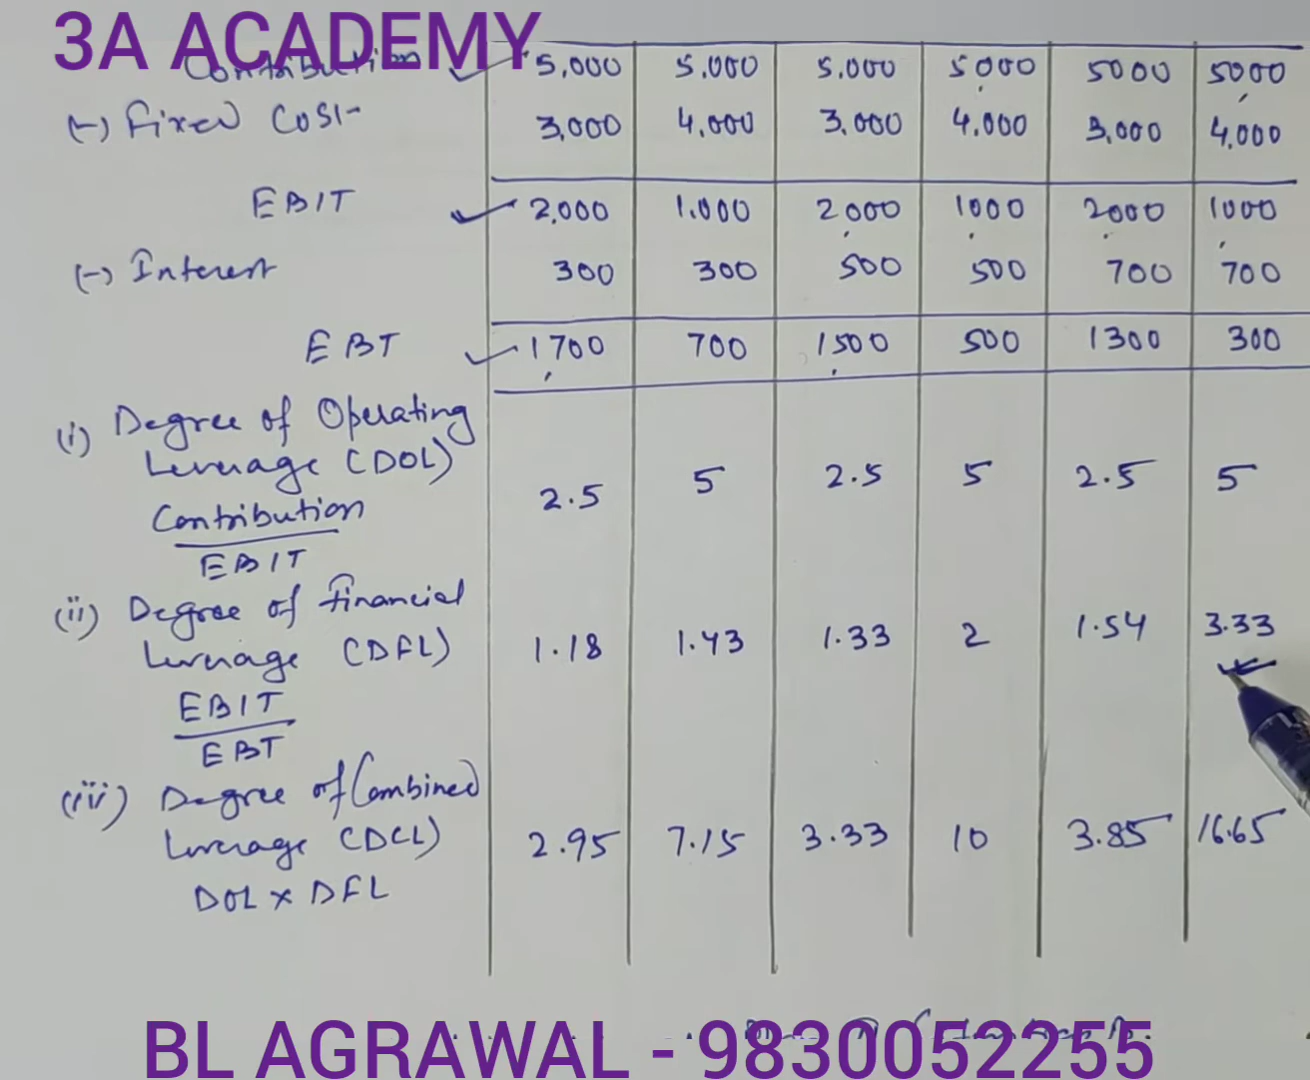 3A ACADEMY
Contribution 5,000 5,000 5,000 5000 5000 5000
(-) Fixed Cost 3,000 4,000 3,000 4,000 3,000 4,000
EBIT 2,000 1,000 2000 1000 2000 1000
(-) Interest 300 300 500 500 700 700
EBT 1700 700 1500 500 1300 300
(i) Degree of Operating
Leverage (DOL) 2.5 5 2.5 5 2.5 5
Contribution
EBIT
(ii) Degree of Financial
Leverage (DFL) 1.18 1.43 1.33 2 1.54 3.33
EBIT
EBT
(iii) Degree of Combined
Leverage (DCL) 2.95 7.15 3.33 10 3.85 16.65
DOL x DFL
BL AGRAWAL - 9830052255